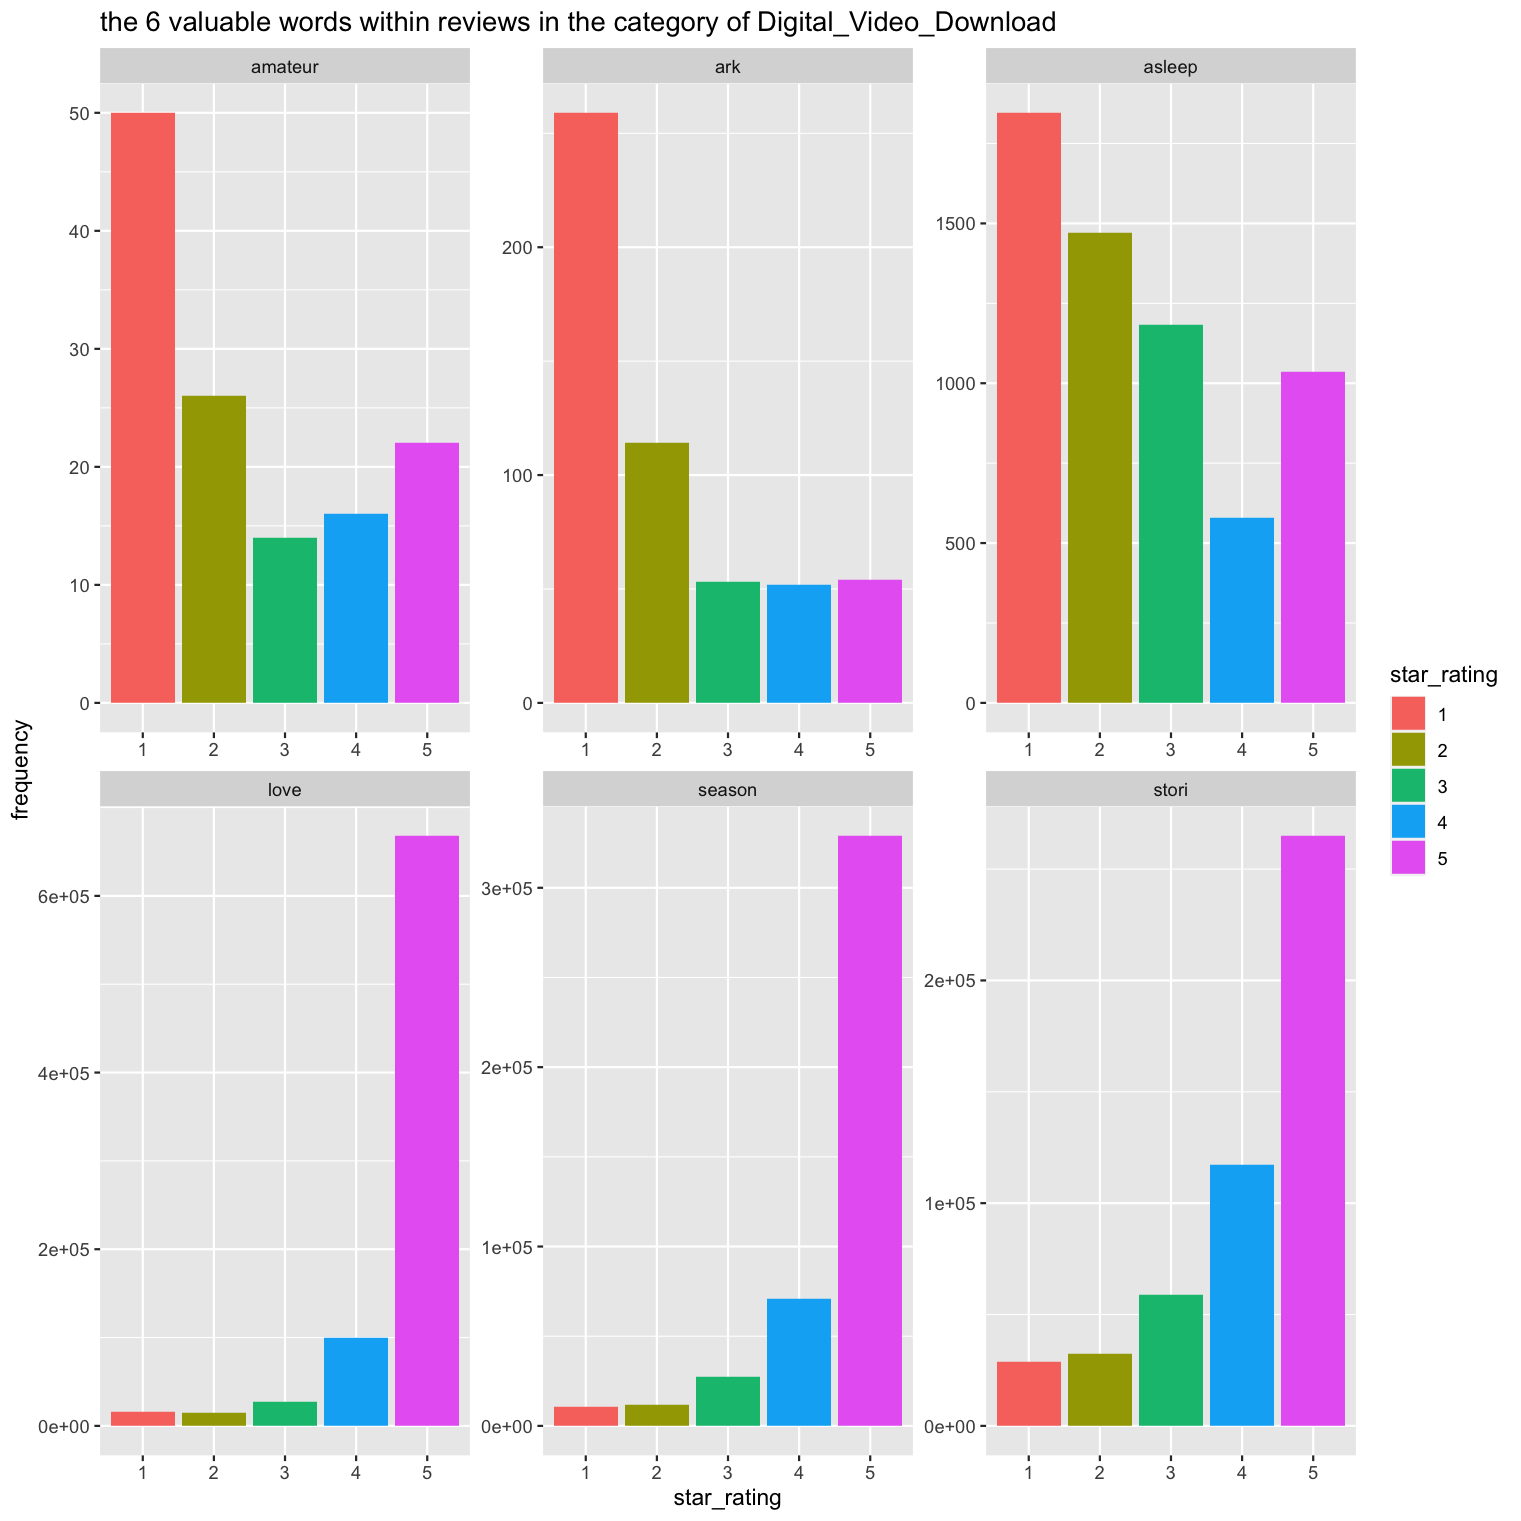 the 6 valuable words within reviews in the category of Digital_Video_Download
amateur
ark
asleep
50
40
30
20
10
0
200
100
0
1500
1000
500
0
1 2 3 4 5
1 2 3 4 5
1 2 3 4 5
frequency
love
season
stori
6e+05
4e+05
2e+05
0e+00
3e+05
2e+05
1e+05
0e+00
2e+05
1e+05
0e+00
1 2 3 4 5
1 2 3 4 5
1 2 3 4 5
star_rating
star_rating
1
2
3
4
5